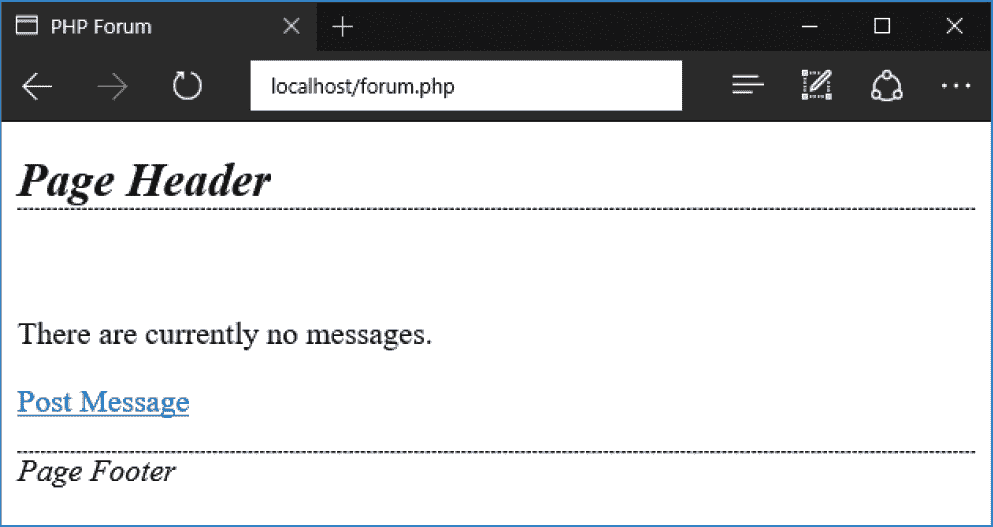 PHP Forum
localhost/forum.php
Page Header
There are currently no messages.
Post Message
Page Footer